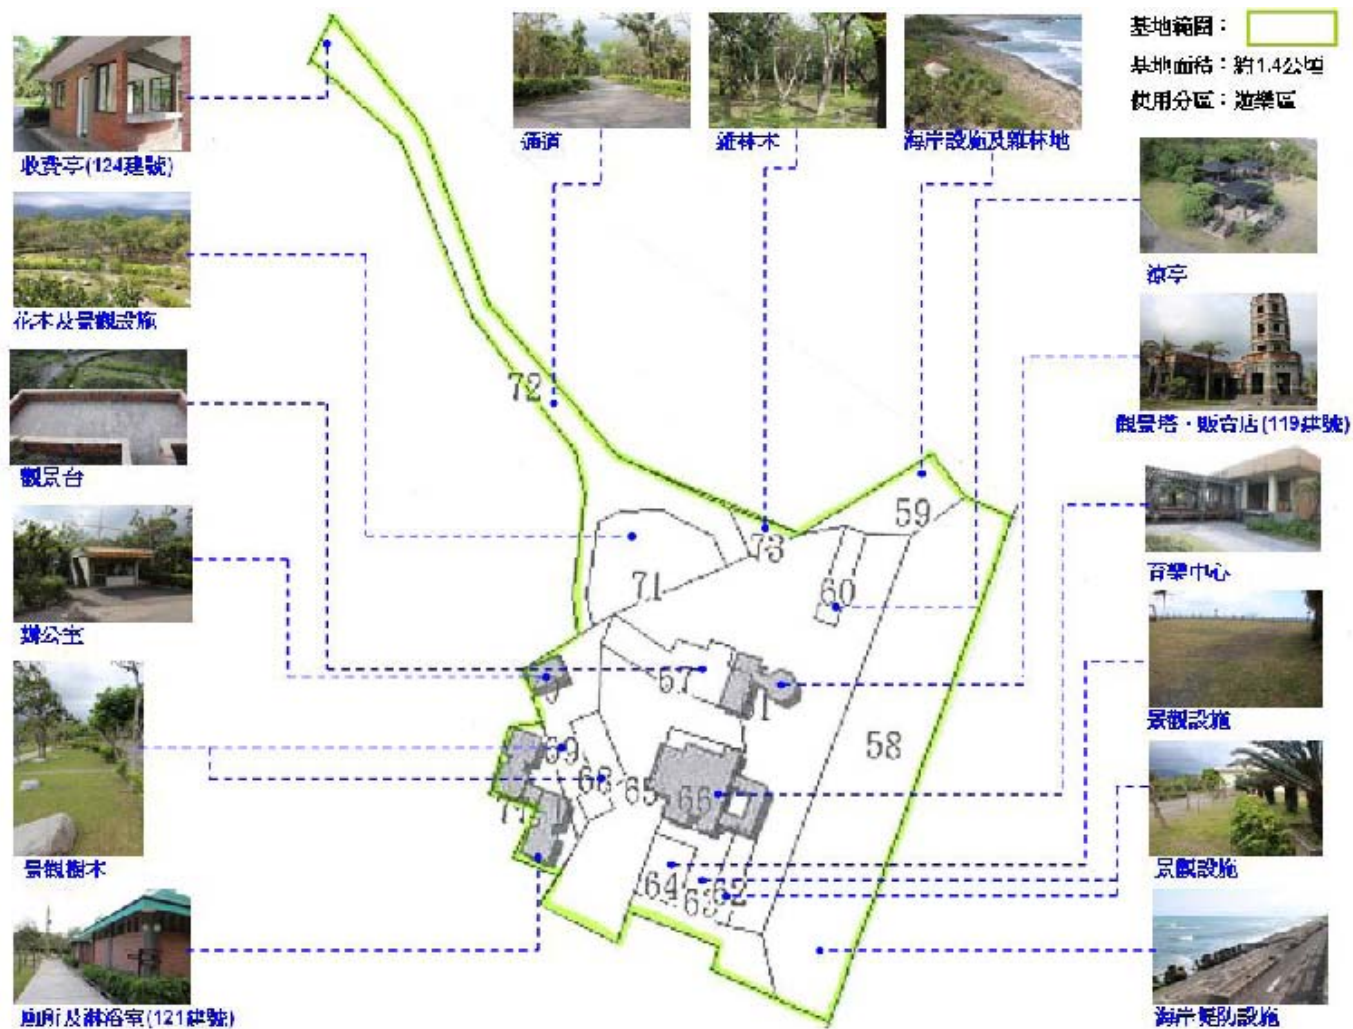 基地範圍：
基地面積：約1.4公頃
使用分區：遊樂區
收費亭(124建號)
通道
雜林木
海岸設施及雜林地
涼亭
花木及景觀設施
觀景塔・販售店(119建號)
觀景台
音樂中心
辦公室
景觀設施
景觀樹木
景觀設施
廁所及淋浴室(121建號)
海岸堤防設施
72
59
73
71
60
67
58
69
68
65
66
64
63
62